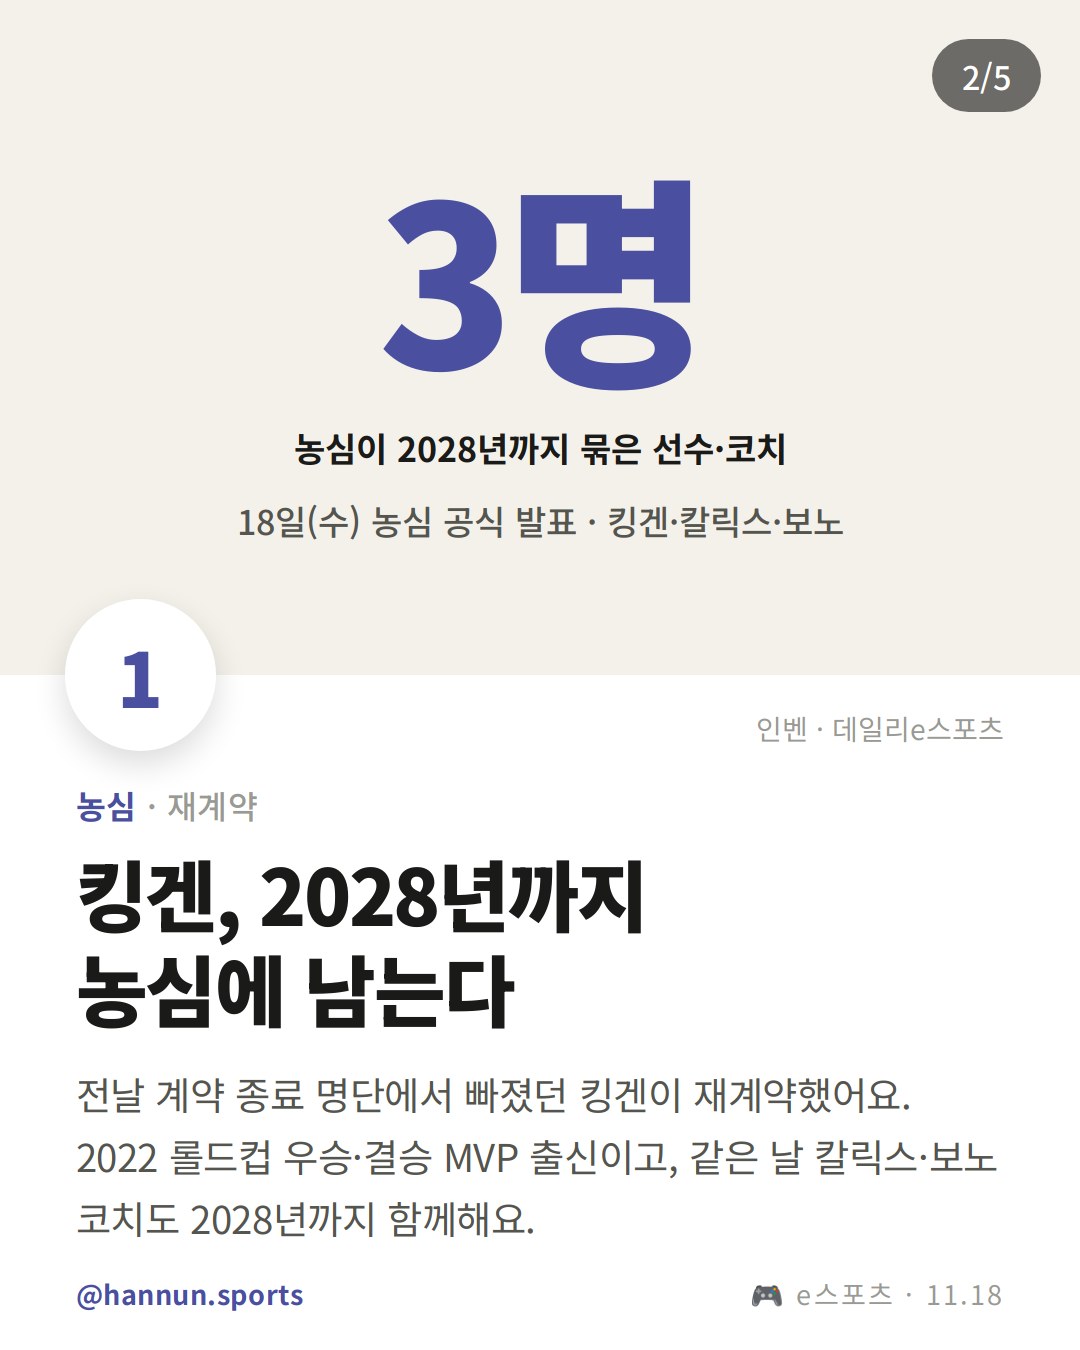 2/5
3명
농심이 2028년까지 묶은 선수·코치
18일(수) 농심 공식 발표 · 킹겐·칼릭스·보노
1
인벤 · 데일리e스포츠
농심 · 재계약
킹겐, 2028년까지
농심에 남는다
전날 계약 종료 명단에서 빠졌던 킹겐이 재계약했어요.
2022 롤드컵 우승·결승 MVP 출신이고, 같은 날 칼릭스·보노
코치도 2028년까지 함께해요.
@hannun.sports
🎮 e스포츠 · 11.18